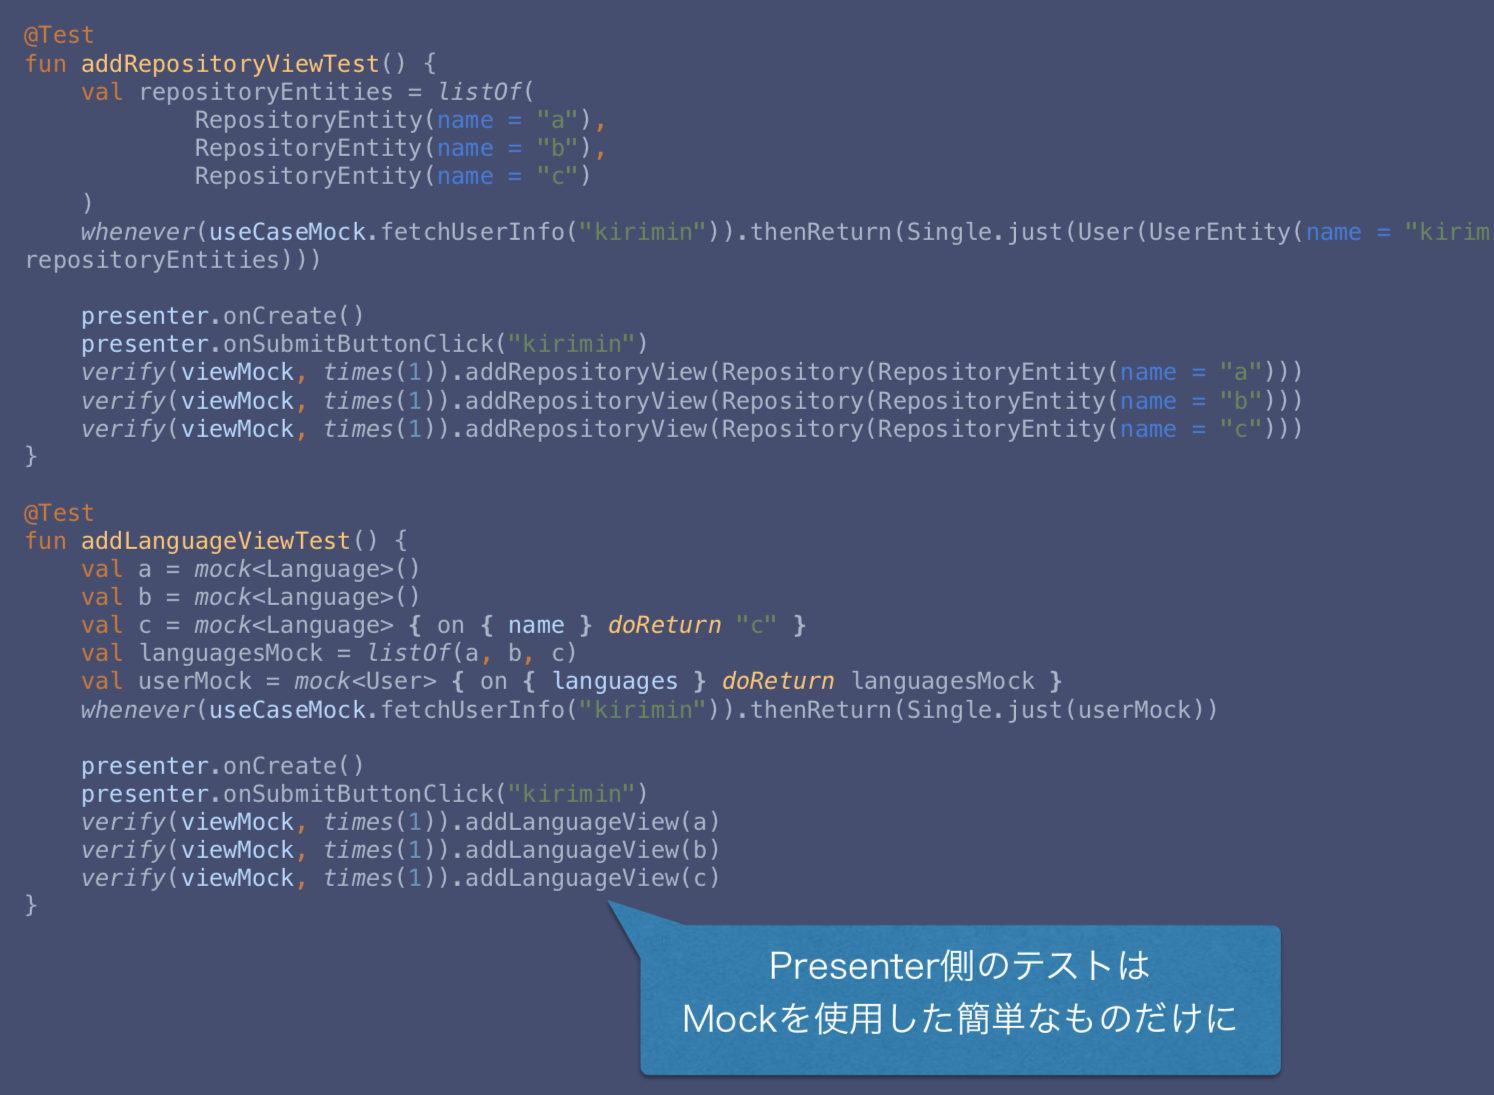 @Test
fun addRepositoryViewTest() {
    val repositoryEntities = listOf(
            RepositoryEntity(name = "a"),
            RepositoryEntity(name = "b"),
            RepositoryEntity(name = "c")
    )
    whenever(useCaseMock.fetchUserInfo("kirimin")).thenReturn(Single.just(User(UserEntity(name = "kirim
repositoryEntities)))

    presenter.onCreate()
    presenter.onSubmitButtonClick("kirimin")
    verify(viewMock, times(1)).addRepositoryView(Repository(RepositoryEntity(name = "a")))
    verify(viewMock, times(1)).addRepositoryView(Repository(RepositoryEntity(name = "b")))
    verify(viewMock, times(1)).addRepositoryView(Repository(RepositoryEntity(name = "c")))
}

@Test
fun addLanguageViewTest() {
    val a = mock<Language>()
    val b = mock<Language>()
    val c = mock<Language> { on { name } doReturn "c" }
    val languagesMock = listOf(a, b, c)
    val userMock = mock<User> { on { languages } doReturn languagesMock }
    whenever(useCaseMock.fetchUserInfo("kirimin")).thenReturn(Single.just(userMock))

    presenter.onCreate()
    presenter.onSubmitButtonClick("kirimin")
    verify(viewMock, times(1)).addLanguageView(a)
    verify(viewMock, times(1)).addLanguageView(b)
    verify(viewMock, times(1)).addLanguageView(c)
}
Presenter側のテストは
Mockを使用した簡単なものだけに